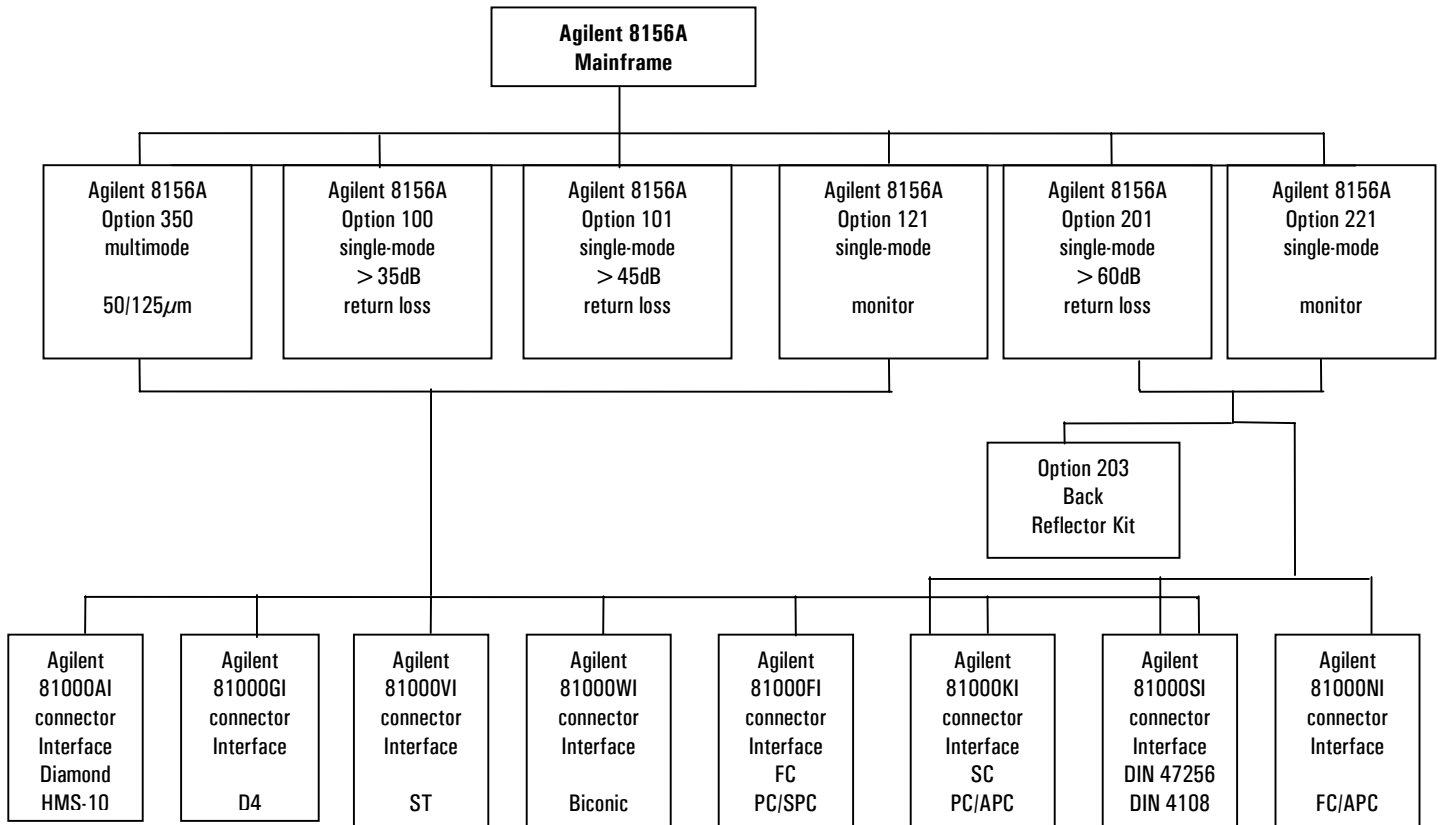 Agilent 8156A
Mainframe
Agilent 8156A
Option 350
multimode
50/125µm
Agilent 8156A
Option 100
single-mode
> 35dB
return loss
Agilent 8156A
Option 101
single-mode
> 45dB
return loss
Agilent 8156A
Option 121
single-mode
monitor
Agilent 8156A
Option 201
single-mode
> 60dB
return loss
Agilent 8156A
Option 221
single-mode
monitor
Option 203
Back
Reflector Kit
Agilent
81000AI
connector
Interface
Diamond
HMS-10
Agilent
81000GI
connector
Interface
D4
Agilent
81000VI
connector
Interface
ST
Agilent
81000WI
connector
Interface
Biconic
Agilent
81000FI
connector
Interface
FC
PC/SPC
Agilent
81000KI
connector
Interface
SC
PC/APC
Agilent
81000SI
connector
Interface
DIN 47256
DIN 4108
Agilent
81000NI
connector
Interface
FC/APC